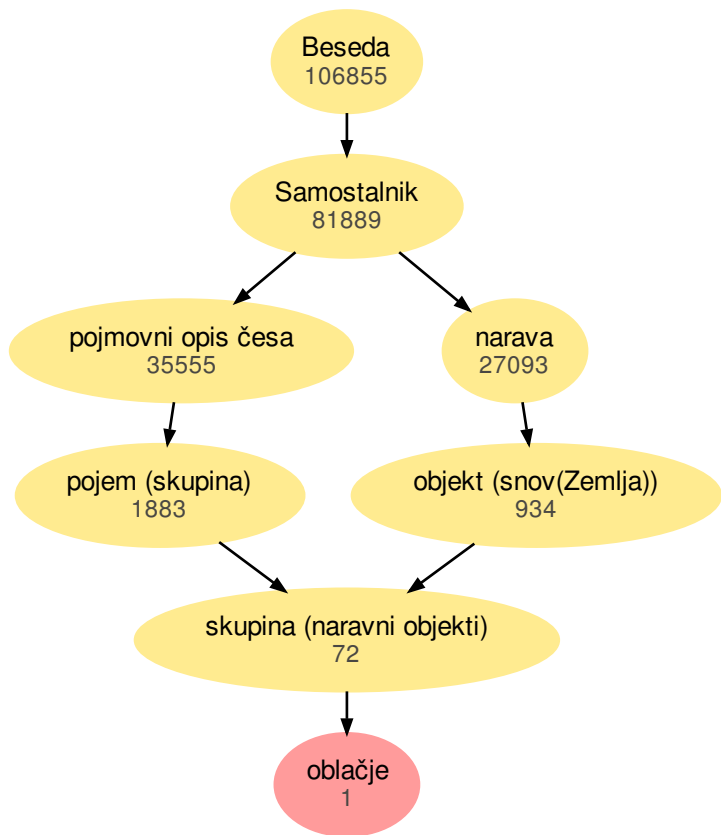 Beseda
106855
Samostalnik
81889
pojmovni opis česa
35555
narava
27093
pojem (skupina)
1883
objekt (snov(Zemlja))
934
skupina (naravni objekti)
72
oblačje
1